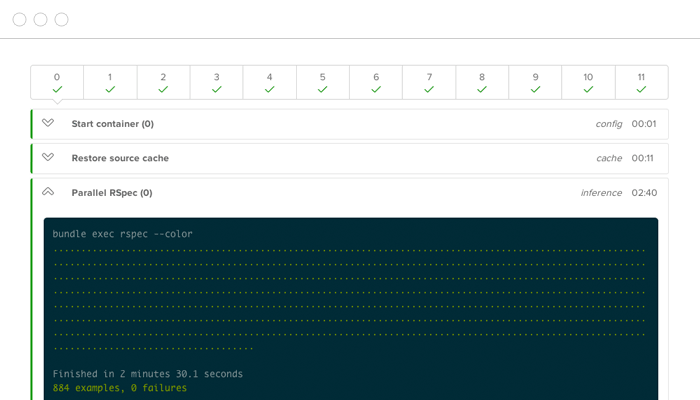 0 1 2 3 4 5 6 7 8 9 10 11
Start container (0) config 00:01
Restore source cache cache 00:11
Parallel RSpec (0) inference 02:40
bundle exec rspec --color
Finished in 2 minutes 30.1 seconds
884 examples, 0 failures